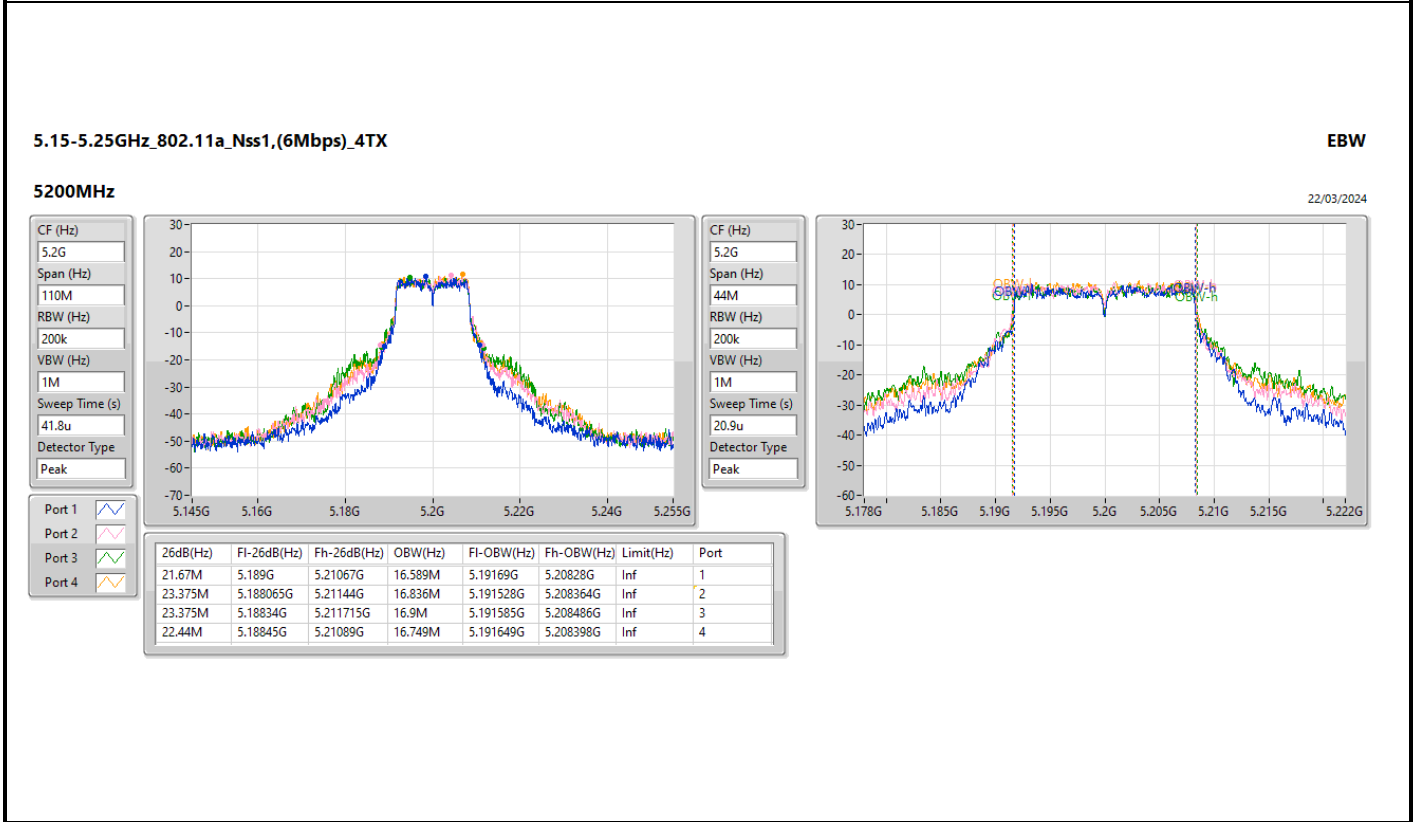 5.15-5.25GHz_802.11a_Nss1,(6Mbps)_4TX
EBW
5200MHz
22/03/2024
CF (Hz)
5.2G
Span (Hz)
110M
RBW (Hz)
200k
VBW (Hz)
1M
Sweep Time (s)
41.8u
Detector Type
Peak
30
20
10
0
-10
-20
-30
-40
-50
-60
-70
5.145G 5.16G 5.18G 5.2G 5.22G 5.24G 5.255G
CF (Hz)
5.2G
Span (Hz)
44M
RBW (Hz)
200k
VBW (Hz)
1M
Sweep Time (s)
20.9u
Detector Type
Peak
30
20
10
0
-10
-20
-30
-40
-50
-60
OBW-h
OBW-h
5.178G 5.185G 5.19G 5.195G 5.2G 5.205G 5.21G 5.215G 5.222G
Port 1
Port 2
Port 3
Port 4
26dB(Hz) Fl-26dB(Hz) Fh-26dB(Hz) OBW(Hz) Fl-OBW(Hz) Fh-OBW(Hz) Limit(Hz) Port
21.67M 5.189G 5.21067G 16.589M 5.19169G 5.20828G Inf 1
23.375M 5.188065G 5.21144G 16.836M 5.191528G 5.208364G Inf 2
23.375M 5.18834G 5.211715G 16.9M 5.191585G 5.208486G Inf 3
22.44M 5.18845G 5.21089G 16.749M 5.191649G 5.208398G Inf 4